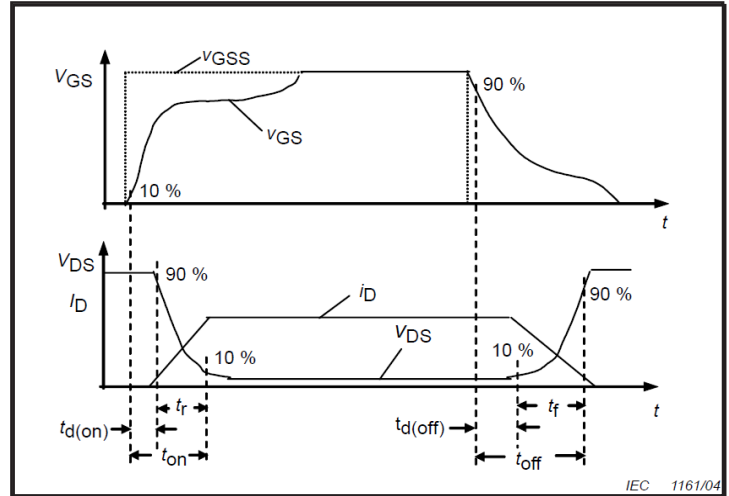 vGSS
VGS
90 %
vGS
10 %
t
VDS
90 %
ID
iD
90 %
VDS
10 %
10 %
tr
tf
t
td(on)
td(off)
ton
toff
IEC 1161/04